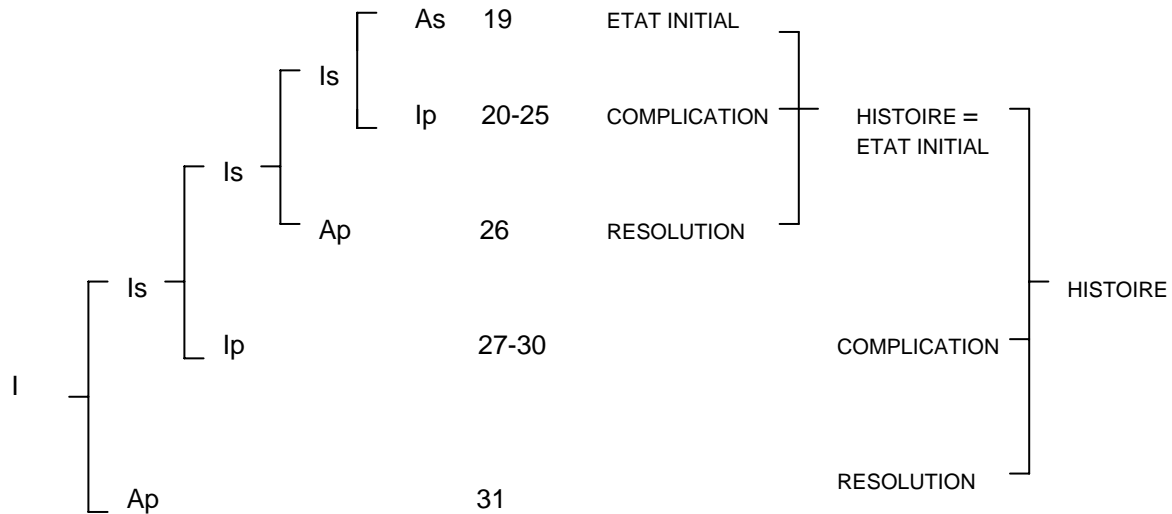 As 19 ETAT INITIAL
Is
Ip 20-25 COMPLICATION HISTOIRE =
ETAT INITIAL
Is
Ap 26 RESOLUTION
Is HISTOIRE
Ip 27-30 COMPLICATION
I
RESOLUTION
Ap 31